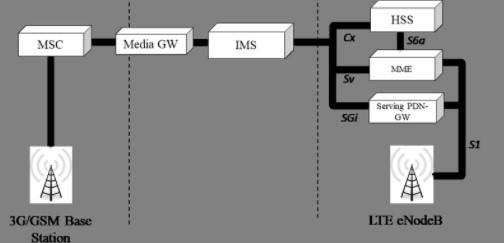 HSS
Cx
S6a
MSC
Media GW
IMS
MME
Sv
Serving PDN-
GW
SGi
S1
3G/GSM Base
Station
LTE eNodeB